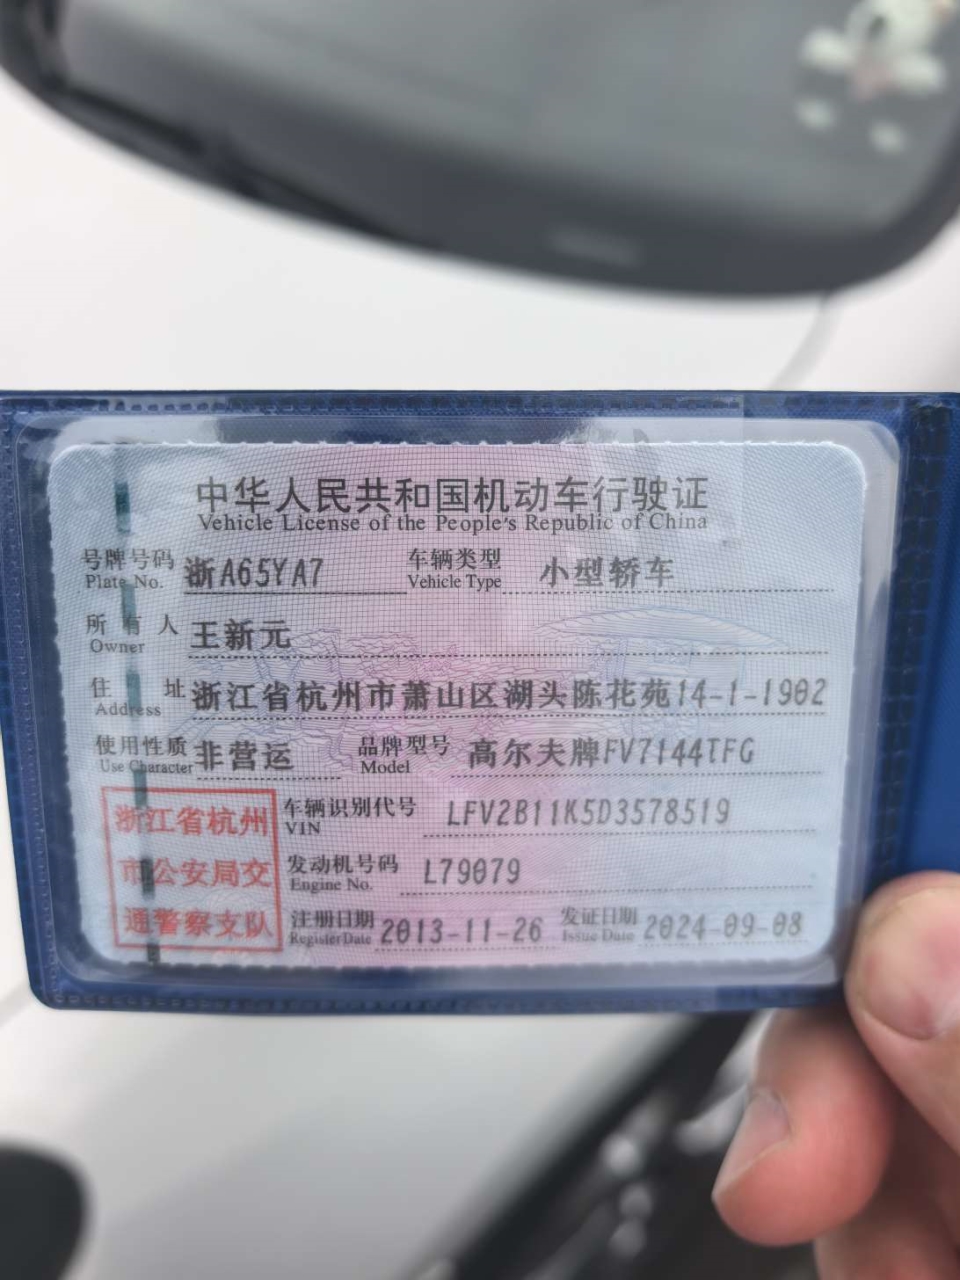 中华人民共和国机动车行驶证
Vehicle License of the People's Republic of China
号牌号码 浙A65YA7 车辆类型 小型轿车
Plate No. Vehicle Type
所有人 王新元
Owner
住址 浙江省杭州市萧山区湖头陈花苑14-1-1902
Address
使用性质 非营运 品牌型号 高尔夫牌FV7144TFG
Use Character Model
浙江省杭州
市公安局交
通警察支队
车辆识别代号 LFV2B11K5D3578519
VIN
发动机号码 L79079
Engine No.
注册日期 2013-11-26 发证日期 2024-09-08
Register Date Issue Date